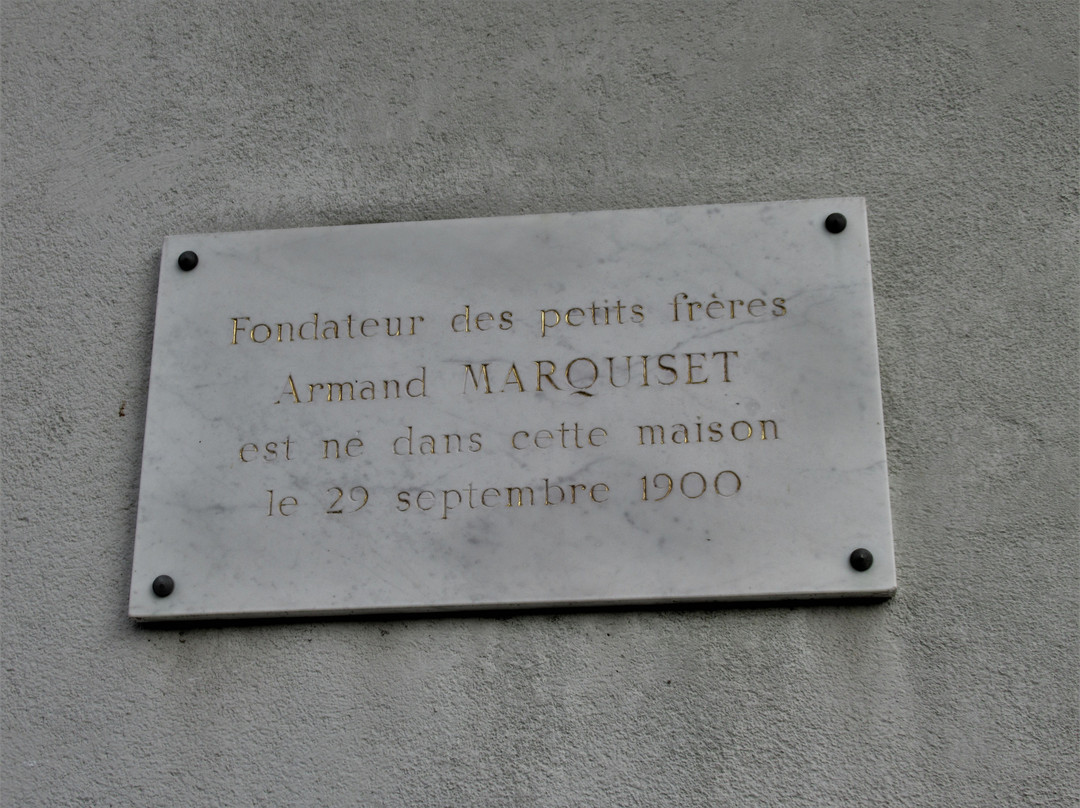 Fondateur des petits frères
Armand MARQUISET
est né dans cette maison
le 29 septembre 1900